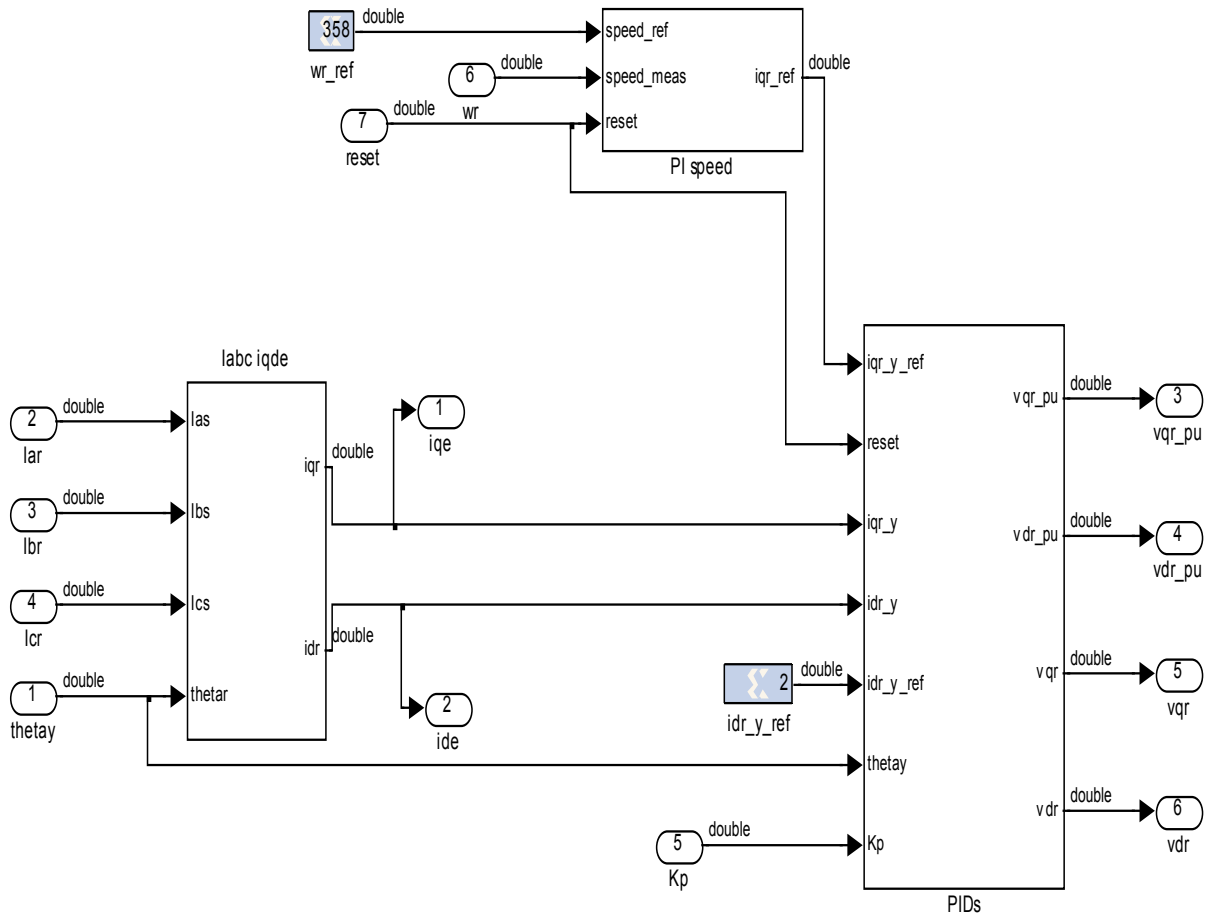 double
358
wr_ref
speed_ref
double
6
wr
speed_meas
iqr_ref
double
double
7
reset
reset
PI speed
Iabc iqde
double
2
Iar
Ias
double
3
Ibr
Ibs
double
4
Icr
Ics
double
1
thetay
thetar
iqr
double
idr
double
1
iqe
2
ide
iqr_y_ref
reset
iqr_y
idr_y
2
idr_y_ref
double
idr_y_ref
thetay
5
Kp
double
Kp
vqr_pu
double
3
vqr_pu
vdr_pu
double
4
vdr_pu
vqr
double
5
vqr
vdr
double
6
vdr
PIDs